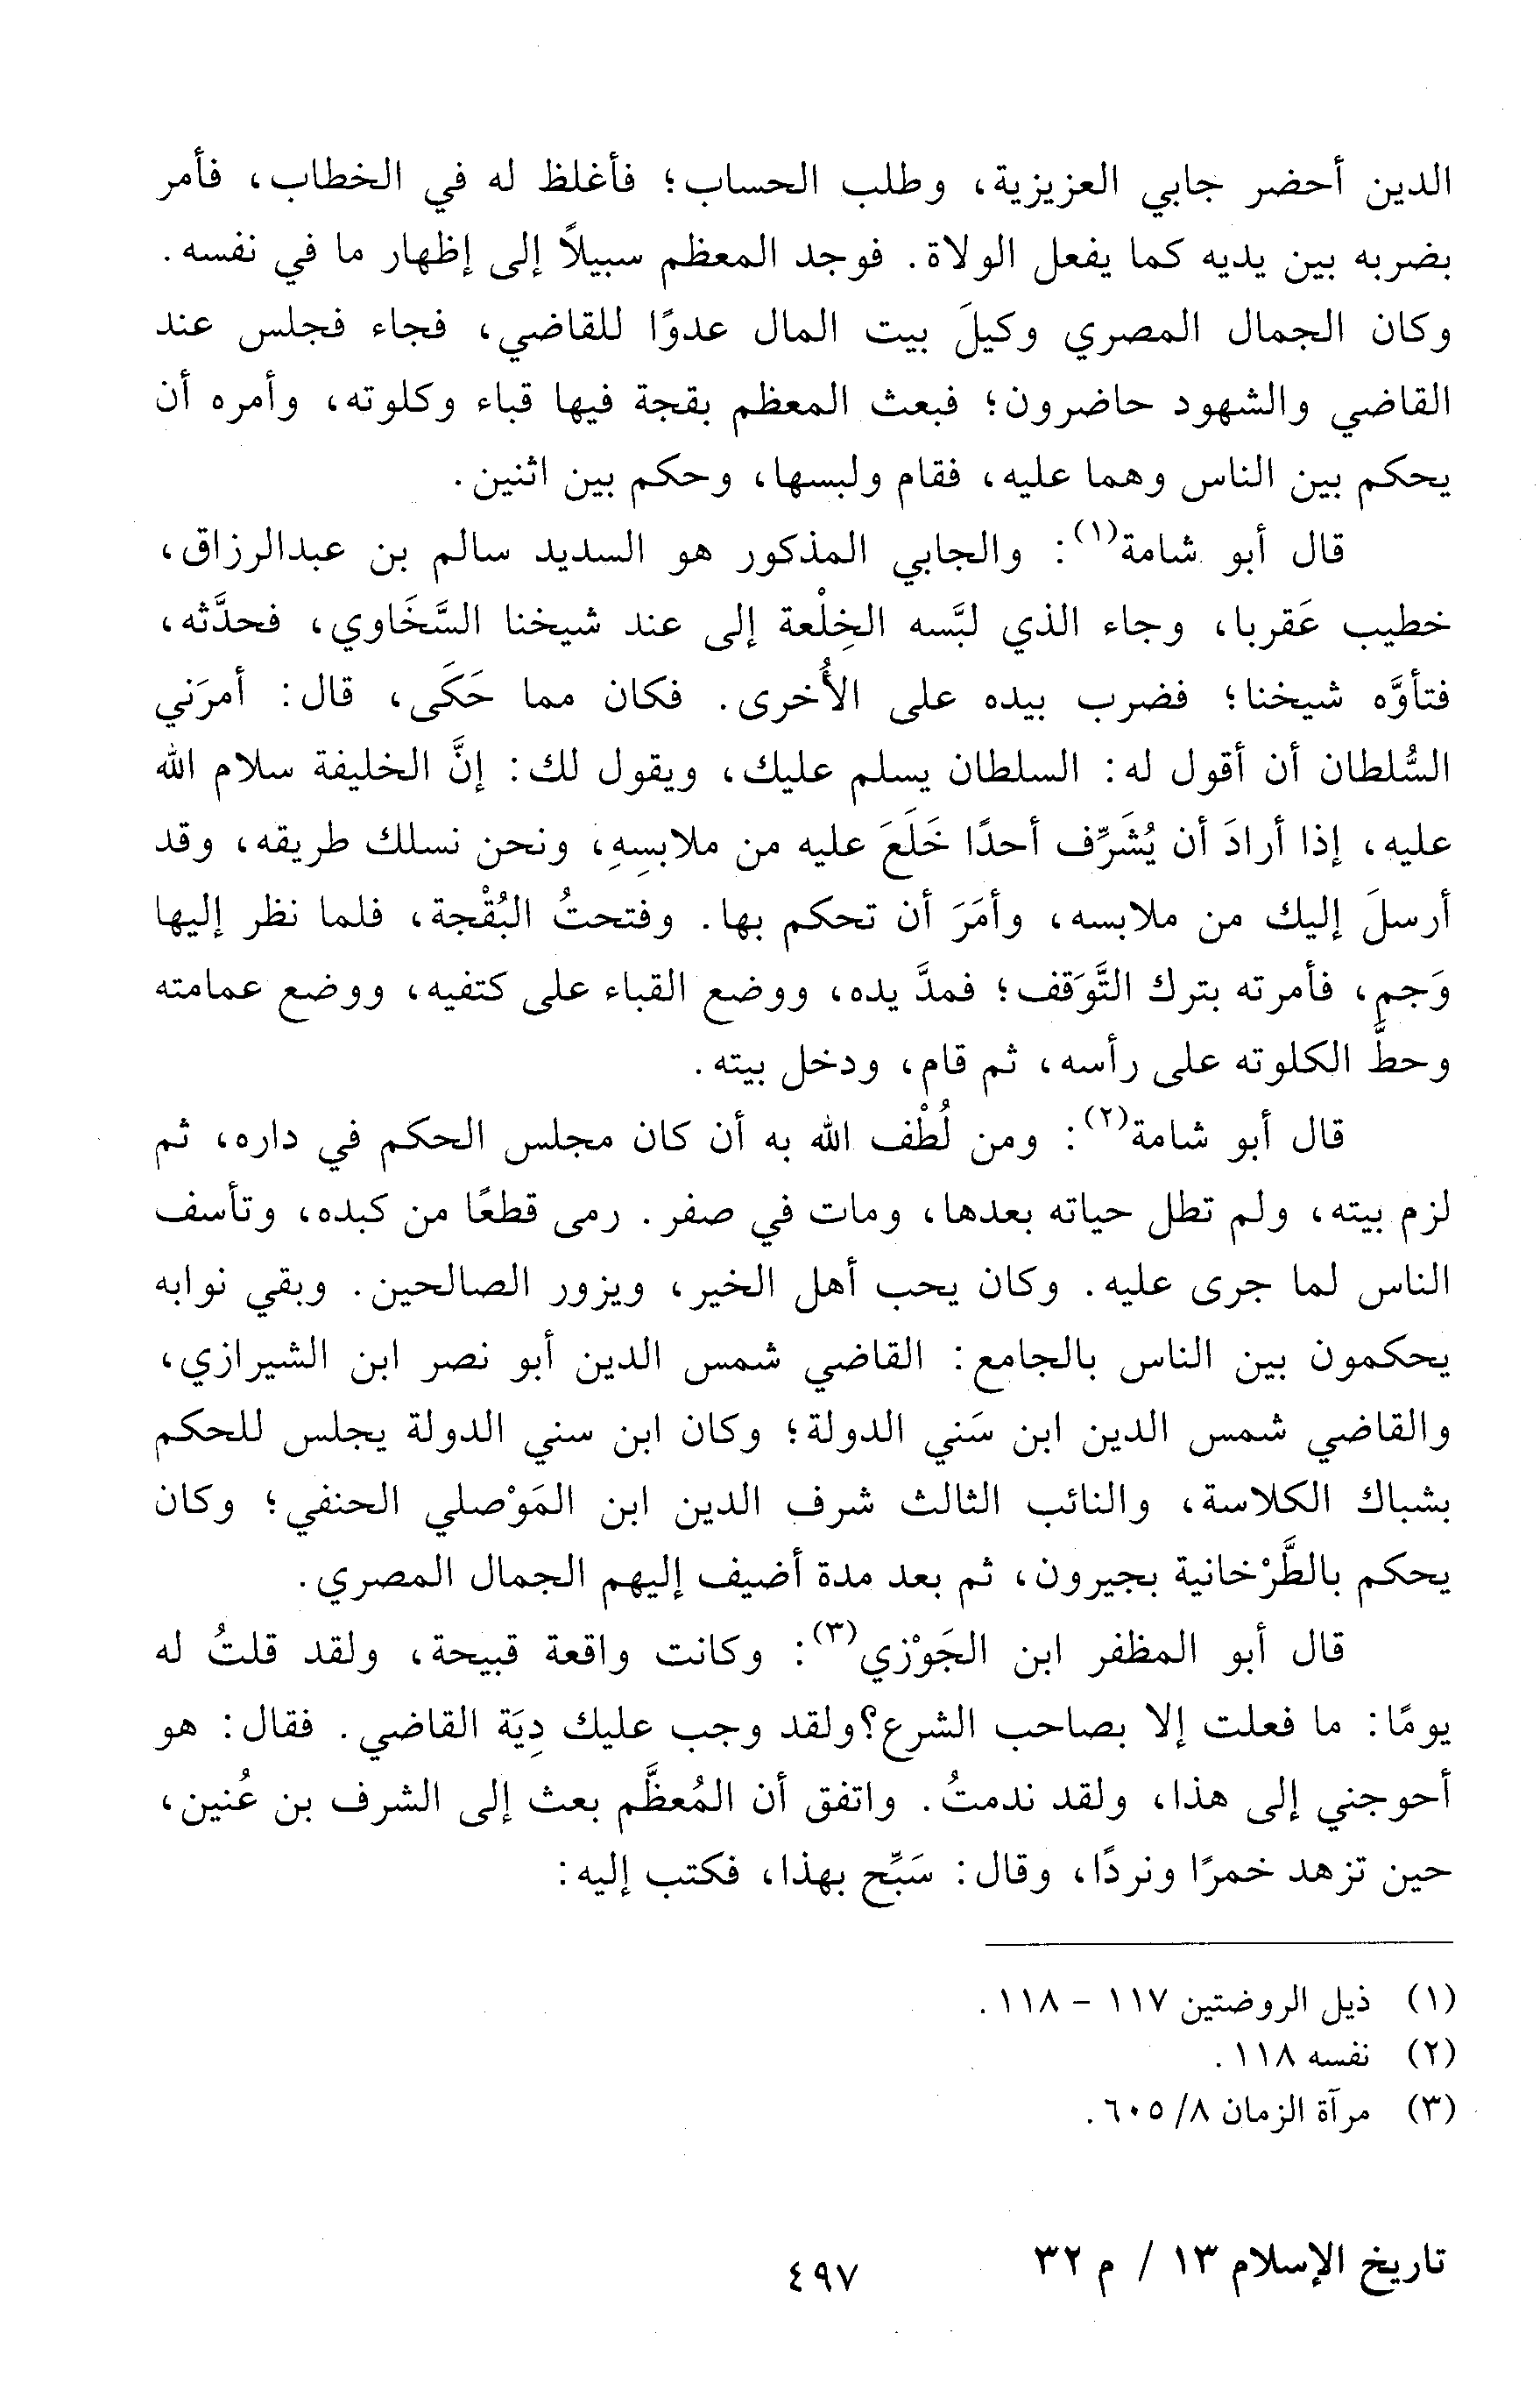 الدين أحضر جابي العزيزية، وطلب الحساب؛ فأغلظ له في الخطاب، فأمر
بضربه بين يديه كما يفعل الولاة. فوجد المعظم سبيلاً إلى إظهار ما في نفسه.
وكان الجمال المصري وكيلَ بيت المال عدوًا للقاضي، فجاء فجلس عند
القاضي والشهود حاضرون؛ فبعث المعظم بقجة فيها قباء وكلوته، وأمره أن
يحكم بين الناس وهما عليه، فقام ولبسها، وحكم بين اثنين.
قال أبو شامة(١): والجابي المذكور هو السديد سالم بن عبدالرزاق،
خطيب عَقربا، وجاء الذي لبَّسه الخِلْعة إلى عند شيخنا السَّخَاوي، فحدَّثه،
فتأوَّه شيخنا؛ فضرب بيده على الأُخرى. فكان مما حَكَى، قال: أمرَني
السُّلطان أن أقول له: السلطان يسلم عليك، ويقول لك: إنَّ الخليفة سلام الله
عليه، إذا أرادَ أن يُشَرِّف أحدًا خَلَعَ عليه من ملابسِهِ، ونحن نسلك طريقه، وقد
أرسلَ إليك من ملابسه، وأمَرَ أن تحكم بها. وفتحتُ البُقْجة، فلما نظر إليها
وَجم، فأمرته بترك التَّوَقف؛ فمدَّ يده، ووضع القباء على كتفيه، ووضع عمامته
وحطَّ الكلوته على رأسه، ثم قام، ودخل بيته.
قال أبو شامة(٢): ومن لُطْف الله به أن كان مجلس الحكم في داره، ثم
لزم بيته، ولم تطل حياته بعدها، ومات في صفر. رمى قطعًا من كبده، وتأسف
الناس لما جرى عليه. وكان يحب أهل الخير، ويزور الصالحين. وبقي نوابه
يحكمون بين الناس بالجامع: القاضي شمس الدين أبو نصر ابن الشيرازي،
والقاضي شمس الدين ابن سَني الدولة؛ وكان ابن سني الدولة يجلس للحكم
بشباك الكلاسة، والنائب الثالث شرف الدين ابن المَوْصلي الحنفي؛ وكان
يحكم بالطَّرْخانية بجيرون، ثم بعد مدة أضيف إليهم الجمال المصري.
قال أبو المظفر ابن الجَوْزي(٣): وكانت واقعة قبيحة، ولقد قلتُ له
يومًا: ما فعلت إلا بصاحب الشرع؟ولقد وجب عليك دِيَة القاضي. فقال: هو
أحوجني إلى هذا، ولقد ندمتُ. واتفق أن المُعظَّم بعث إلى الشرف بن عُنين،
حين تزهد خمرًا ونردًا، وقال: سَبِّح بهذا، فكتب إليه:
(١) ذيل الروضتين ١١٧ - ١١٨.
(٢) نفسه ١١٨.
(٣) مرآة الزمان ٨/ ٦٠٥.
تاريخ الإسلام ١٣ / م ٣٢
٤٩٧